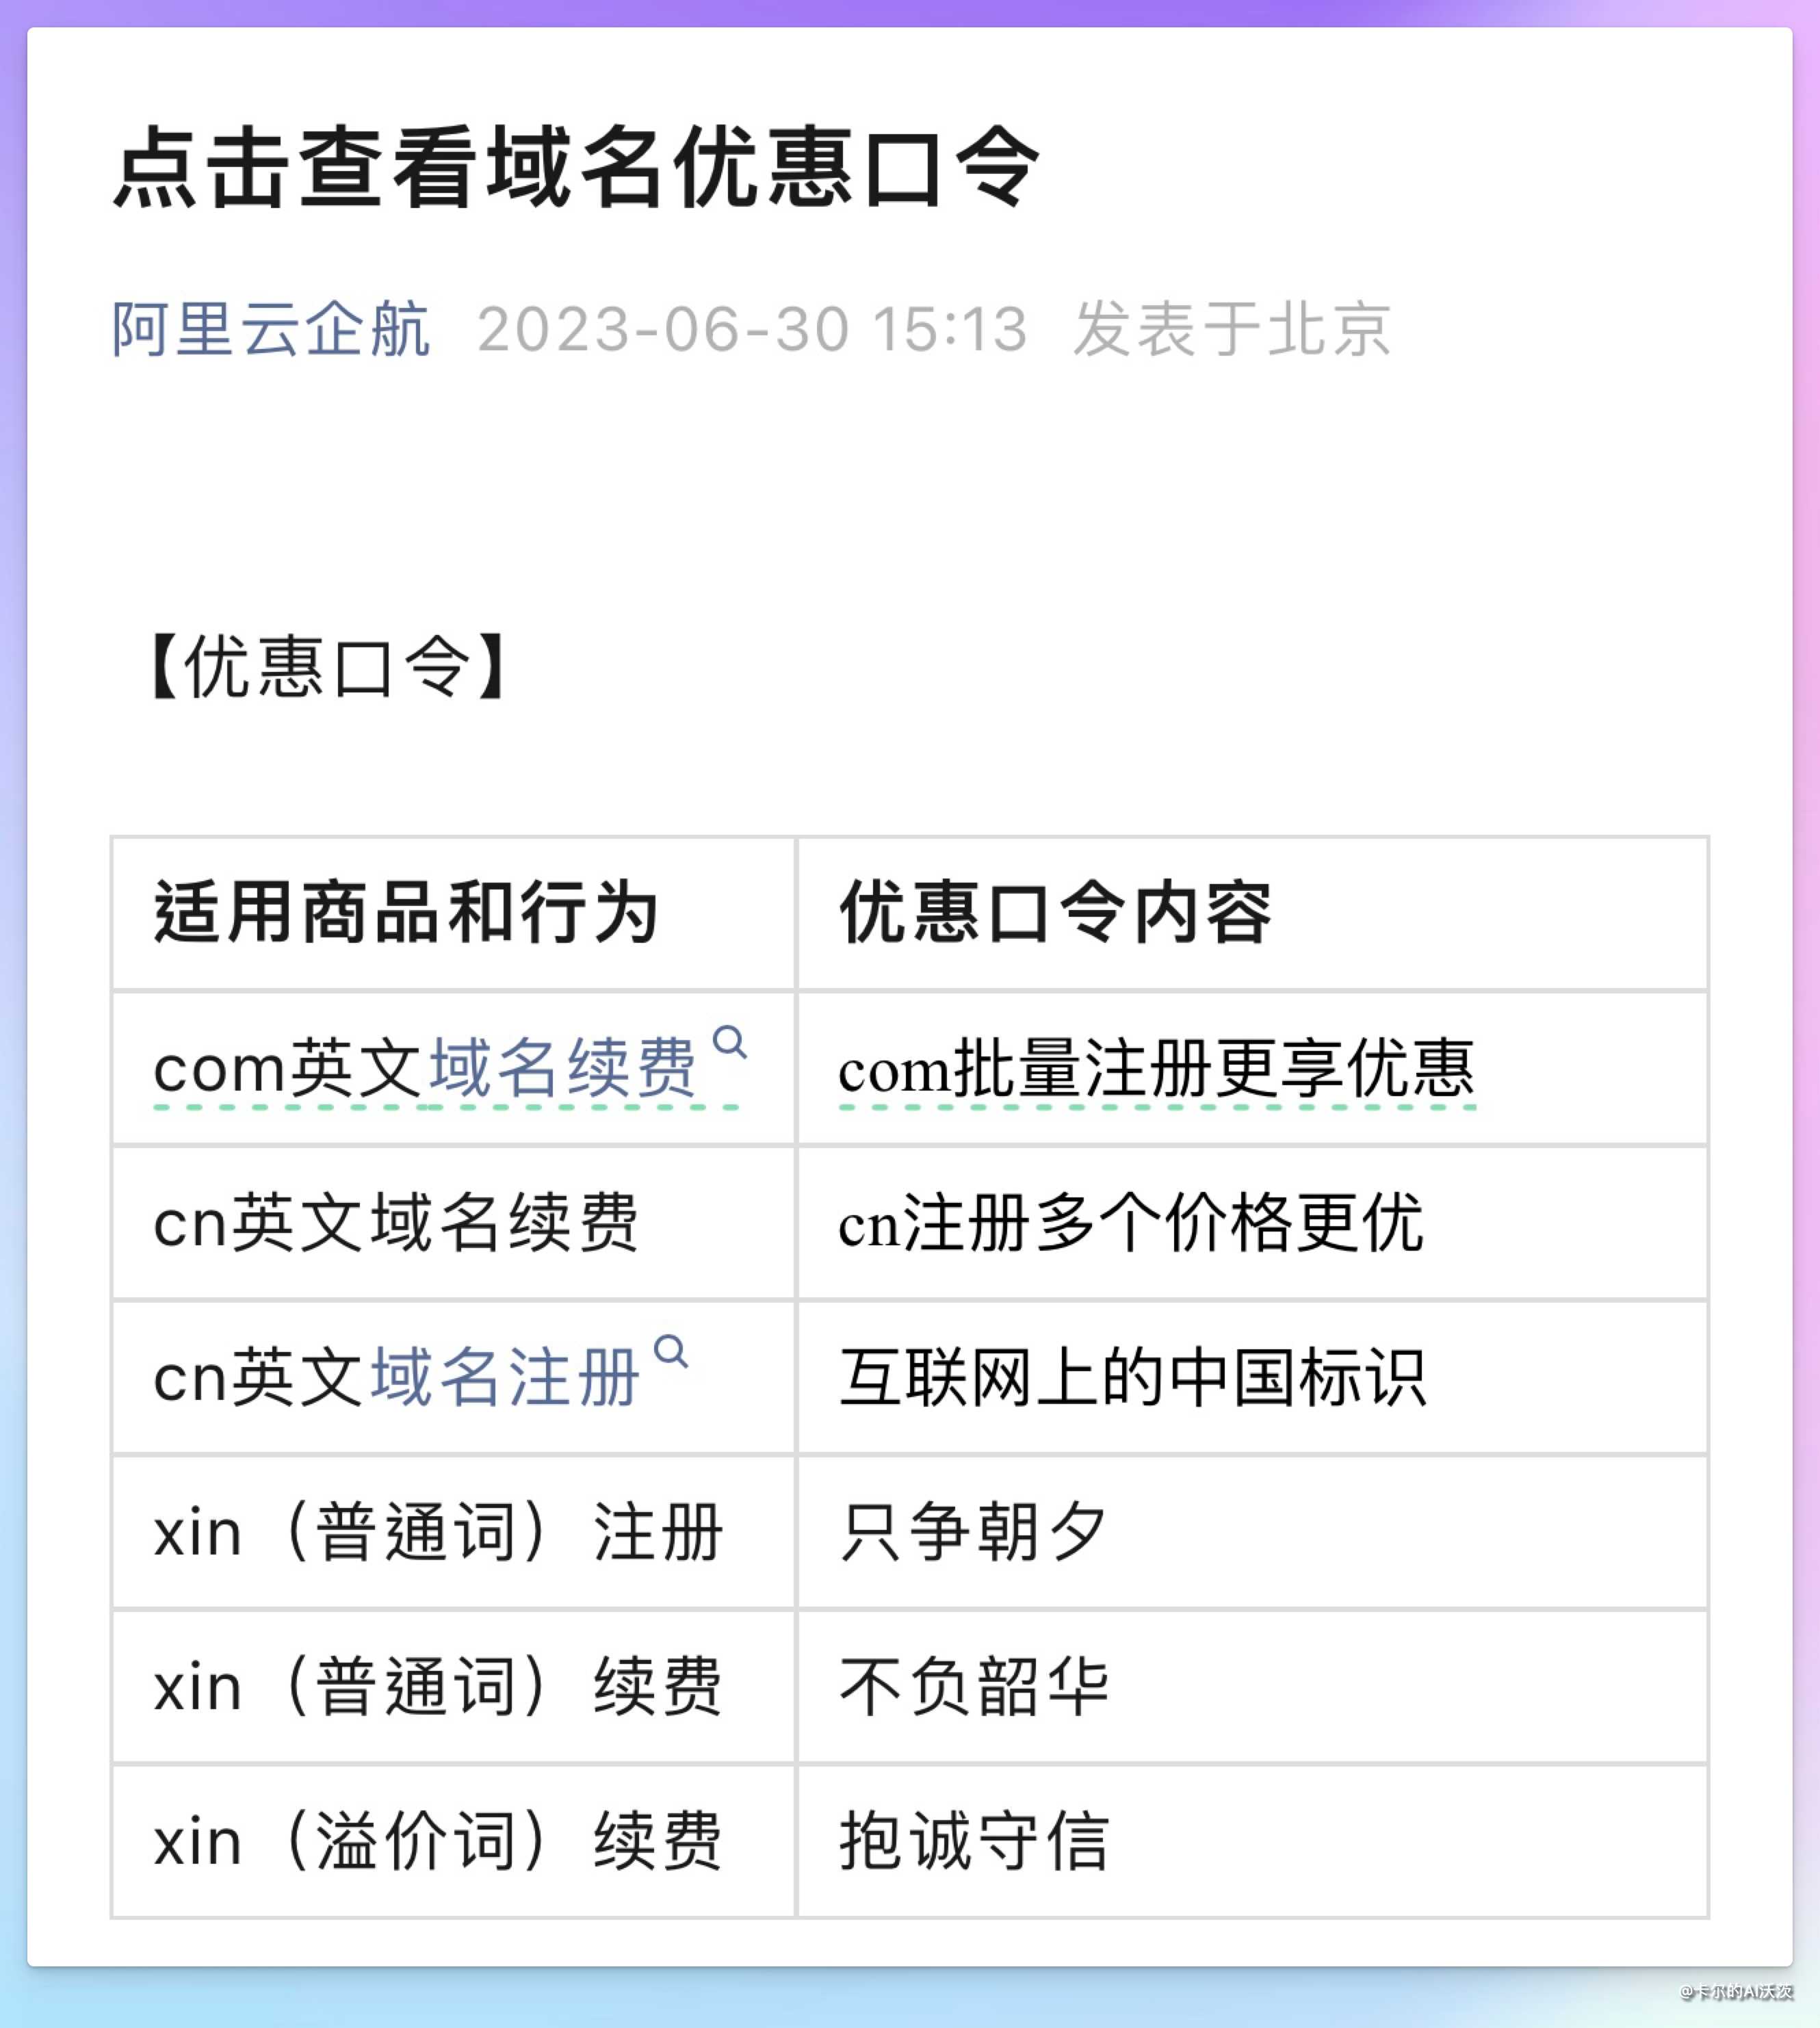 点击查看域名优惠口令
阿里云企航 2023-06-30 15:13 发表于北京
【优惠口令】
适用商品和行为 优惠口令内容
com英文域名续费 com批量注册更享优惠
cn英文域名续费 cn注册多个价格更优
cn英文域名注册 互联网上的中国标识
xin（普通词）注册 只争朝夕
xin（普通词）续费 不负韶华
xin（溢价词）续费 抱诚守信
@卡尔的AI沃茨